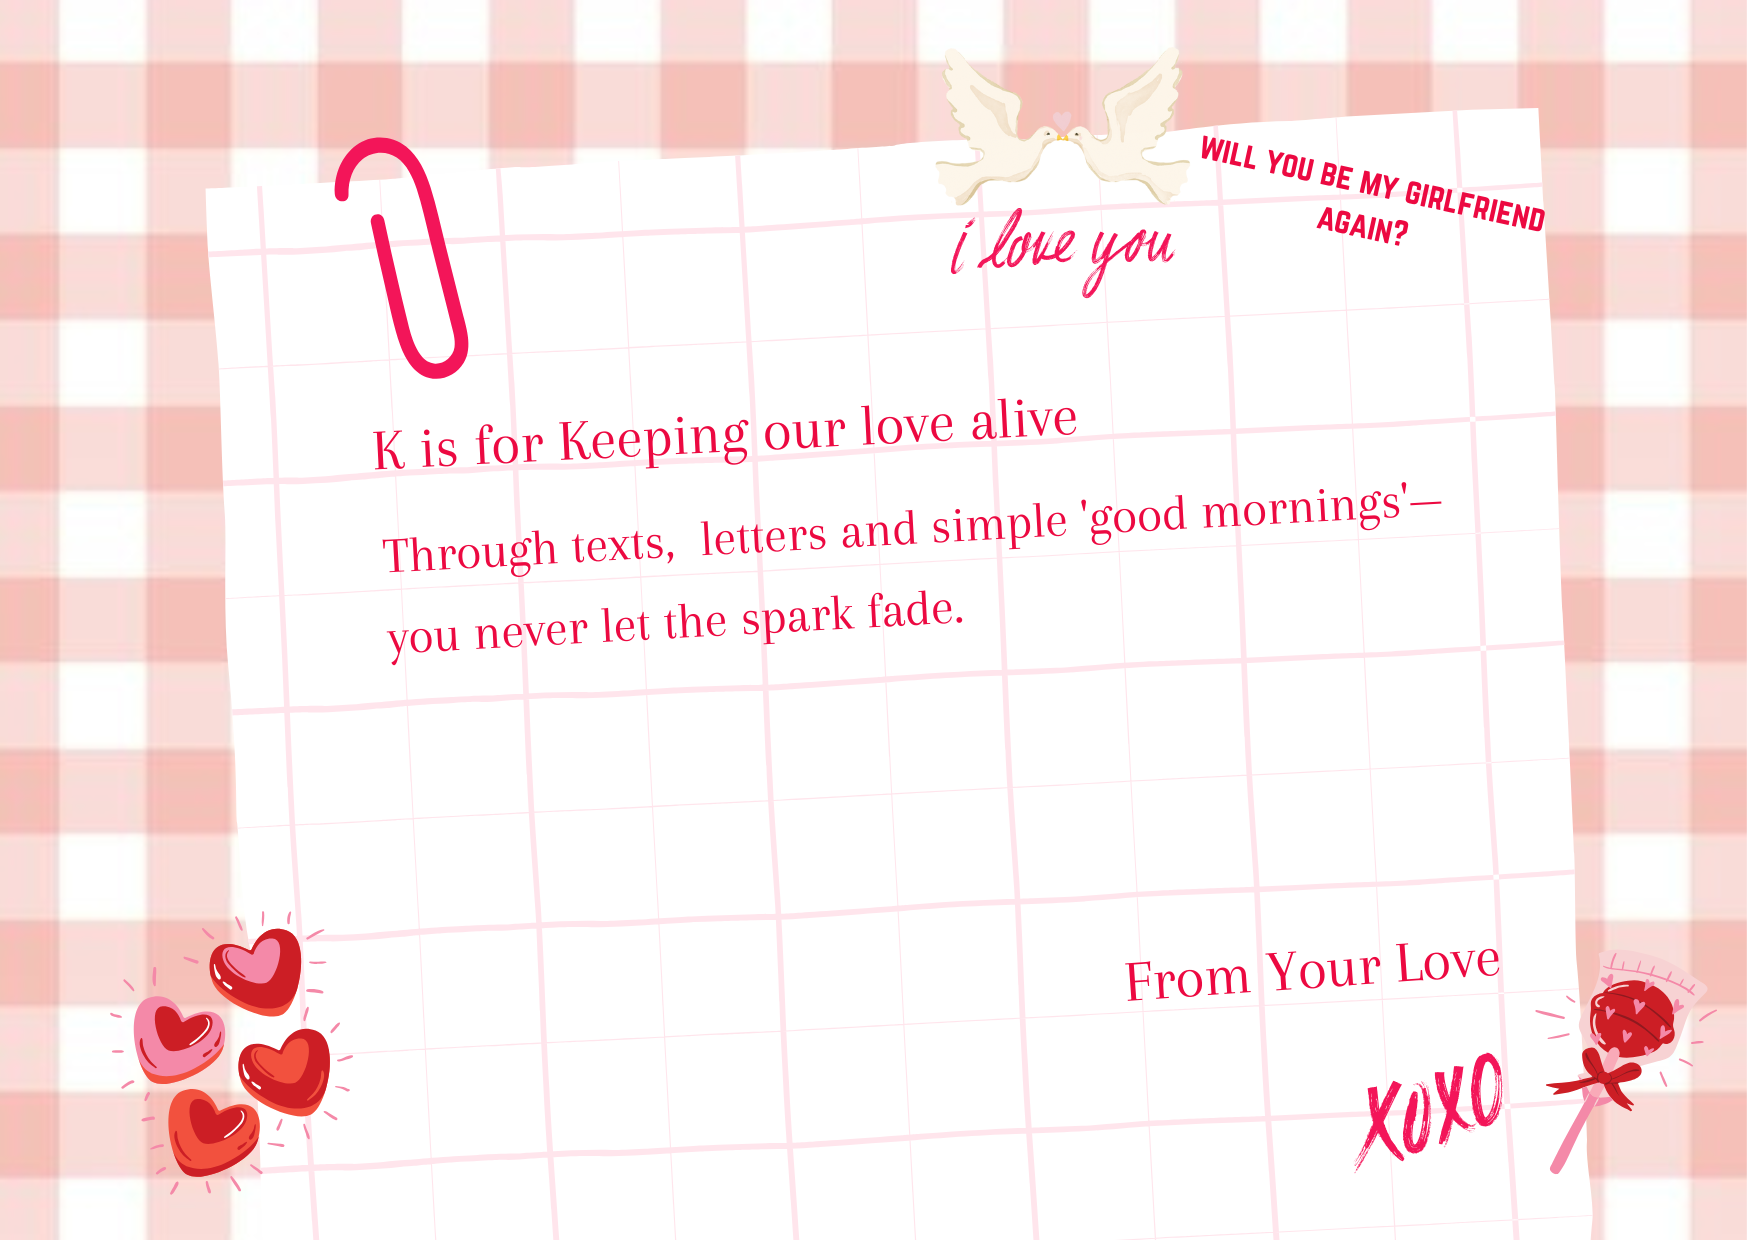 WILL YOU BE MY GIRLFRIEND
AGAIN?
i love you
K is for Keeping our love alive
Through texts,  letters and simple 'good mornings'—
you never let the spark fade.
From Your Love
XOXO